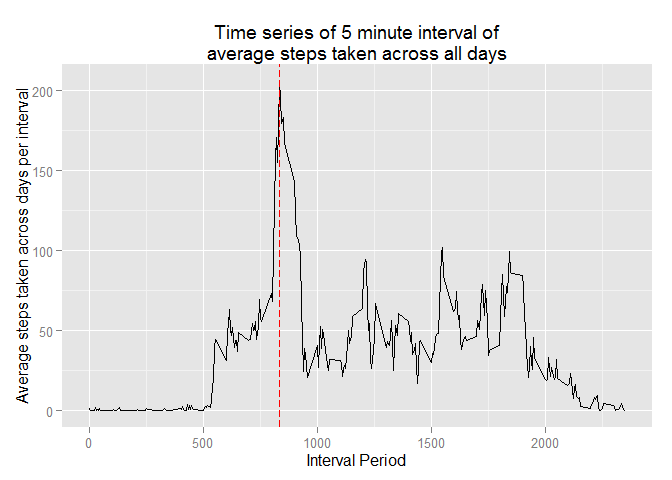 Time series of 5 minute interval of
average steps taken across all days
Average steps taken across days per interval
200
150
100
50
0
0 500 1000 1500 2000
Interval Period